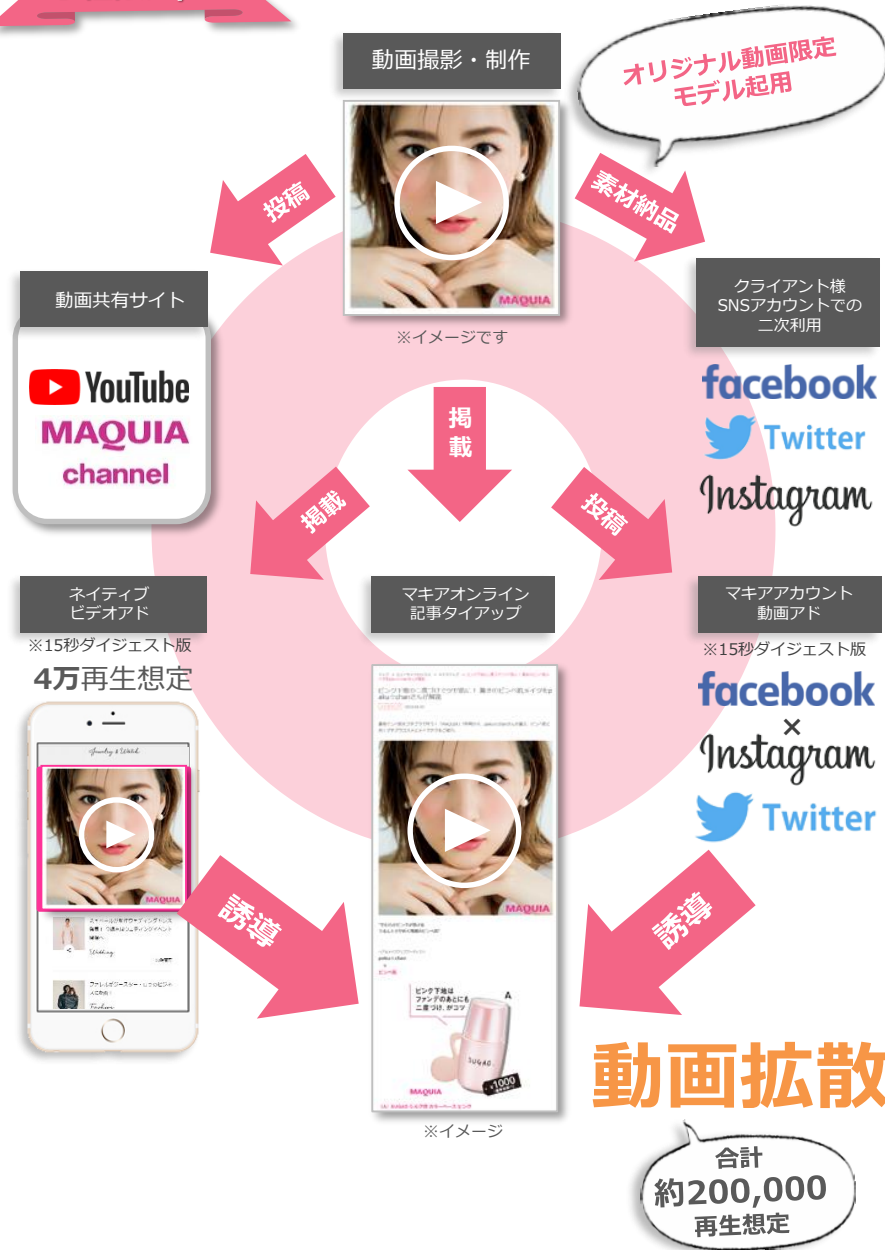 動画撮影・制作
オリジナル動画限定
モデル起用
MAQUIA
※イメージです
投稿
素材納品
動画共有サイト
YouTube
MAQUIA
channel
クライアント様
SNSアカウントでの
二次利用
facebook
Twitter
Instagram
掲
載
掲載
投稿
ネイティブ
ビデオアド
※15秒ダイジェスト版
4万再生想定
Jewelry & Watch
MAQUIA
Wedding
Fashion
マキアオンライン
記事タイアップ
MAQUIA
ピンク下地は
ファンデのあとにも
二度づけ、がコツ
A
SUGAO.
¥1000
MAQUIA
※イメージ
マキアアカウント
動画アド
※15秒ダイジェスト版
facebook
×
Instagram
Twitter
誘導
誘導
動画拡散
合計
約200,000
再生想定